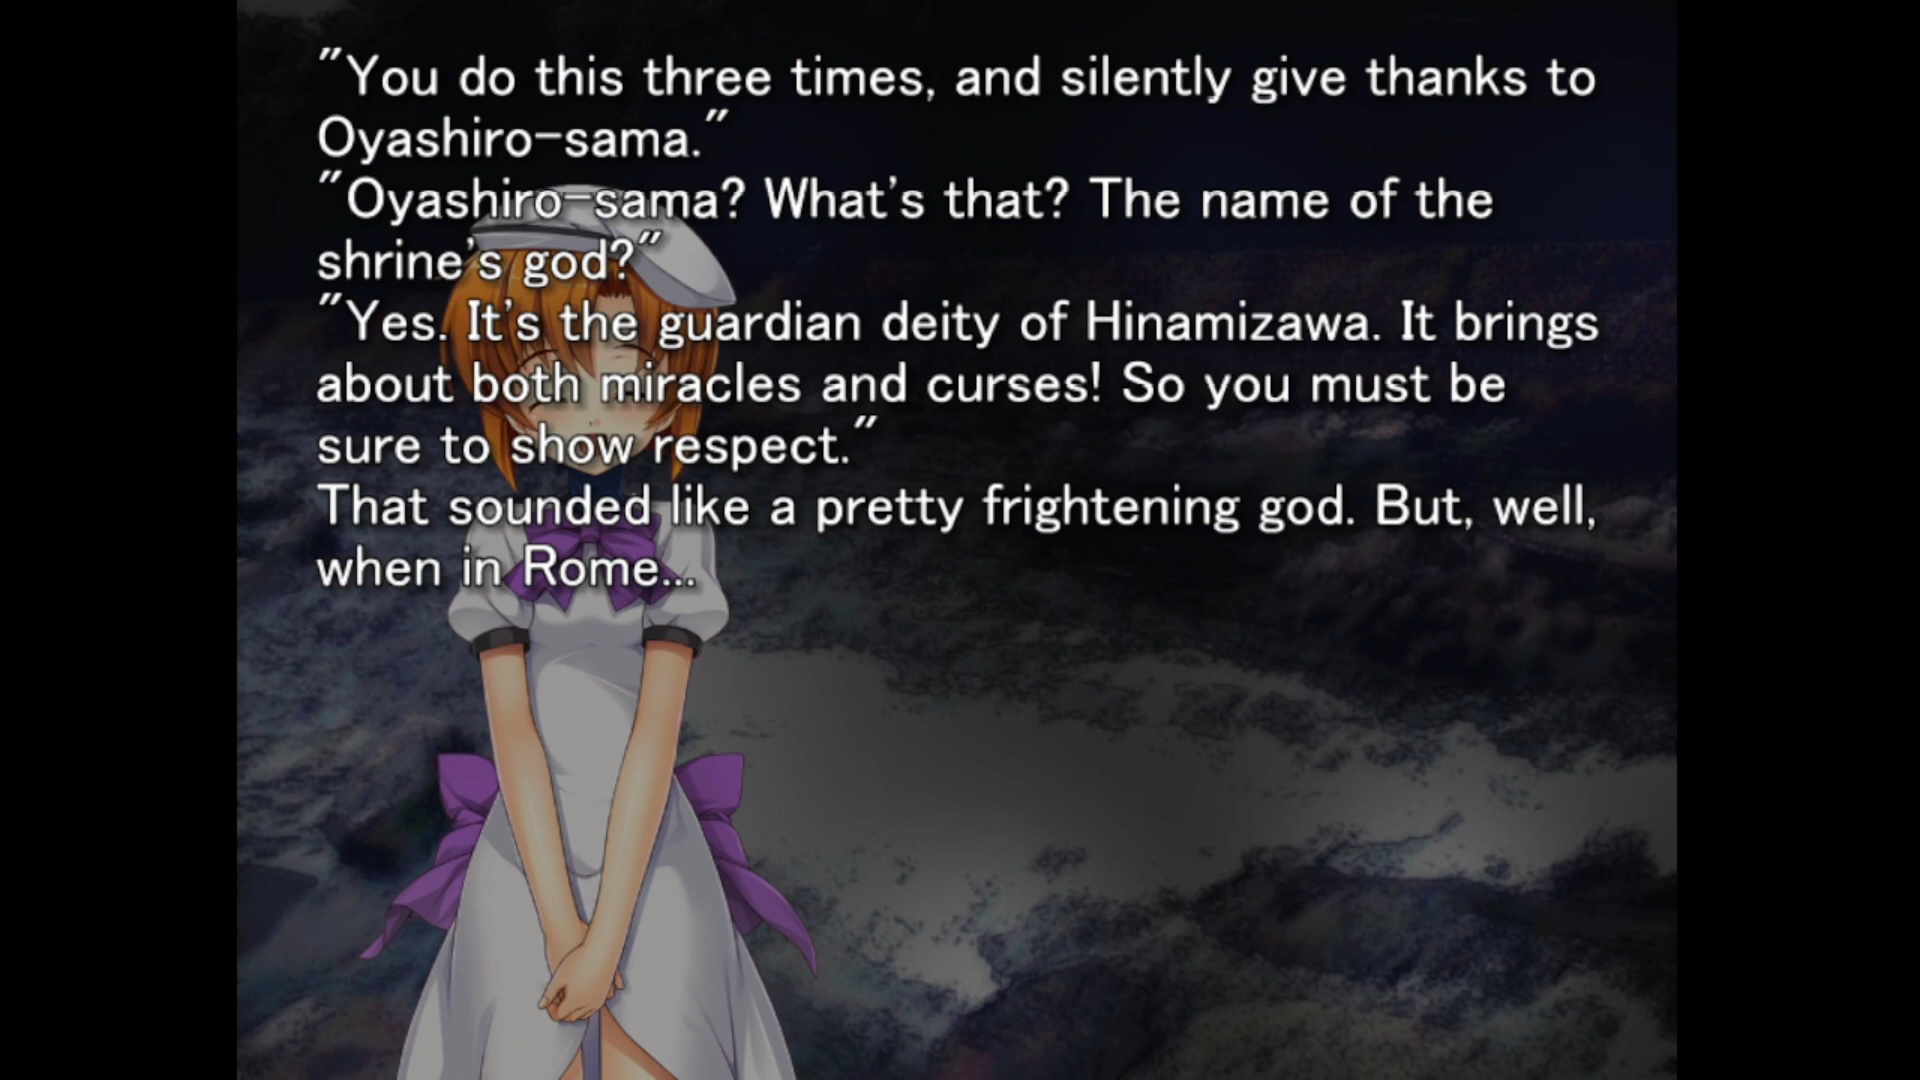 "You do this three times, and silently give thanks to
Oyashiro-sama."
"Oyashiro-sama? What's that? The name of the
shrine's god?"
"Yes. It's the guardian deity of Hinamizawa. It brings
about both miracles and curses! So you must be
sure to show respect."
That sounded like a pretty frightening god. But, well,
when in Rome...